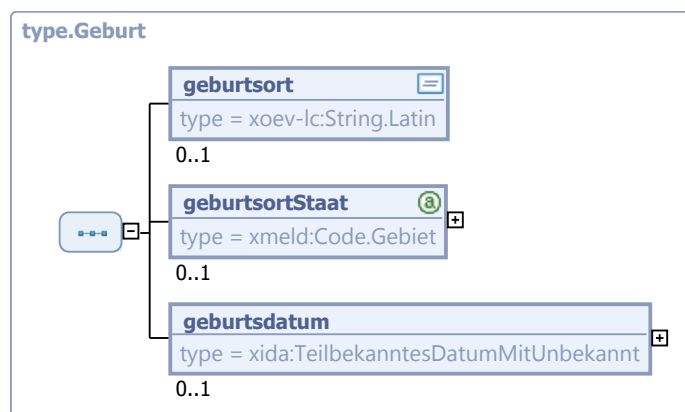 type.Geburt
geburtsort
type = xoev-lc:String.Latin
0..1
geburtsortStaat
type = xmeld:Code.Gebiet
0..1
geburtsdatum
type = xida:TeilbekanntesDatumMitUnbekannt
0..1